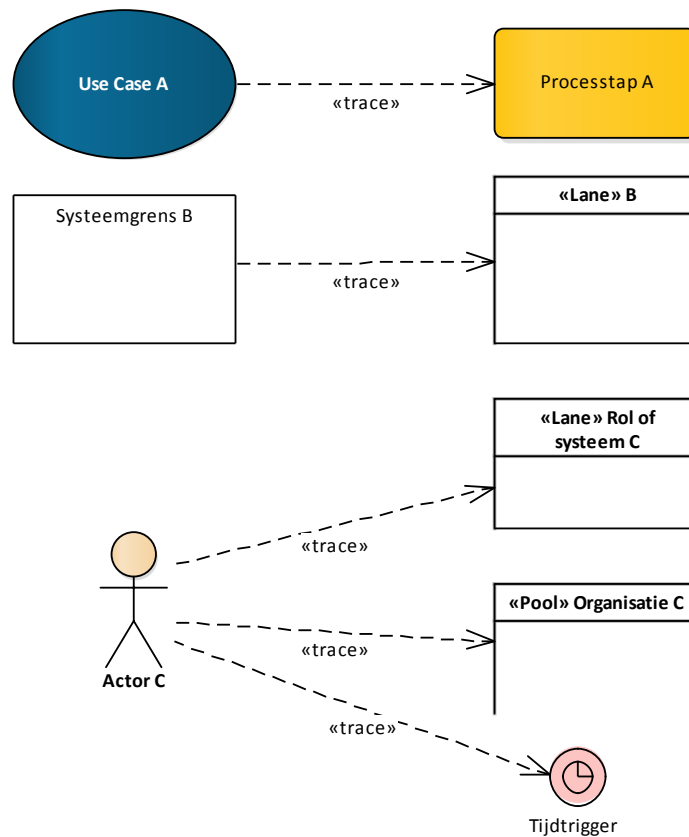 Use Case A
«trace»
Processtap A
Systeemgrens B
«trace»
«Lane» B
«Lane» Rol of
systeem C
«trace»
«Pool» Organisatie C
«trace»
Actor C
«trace»
Tijdtrigger